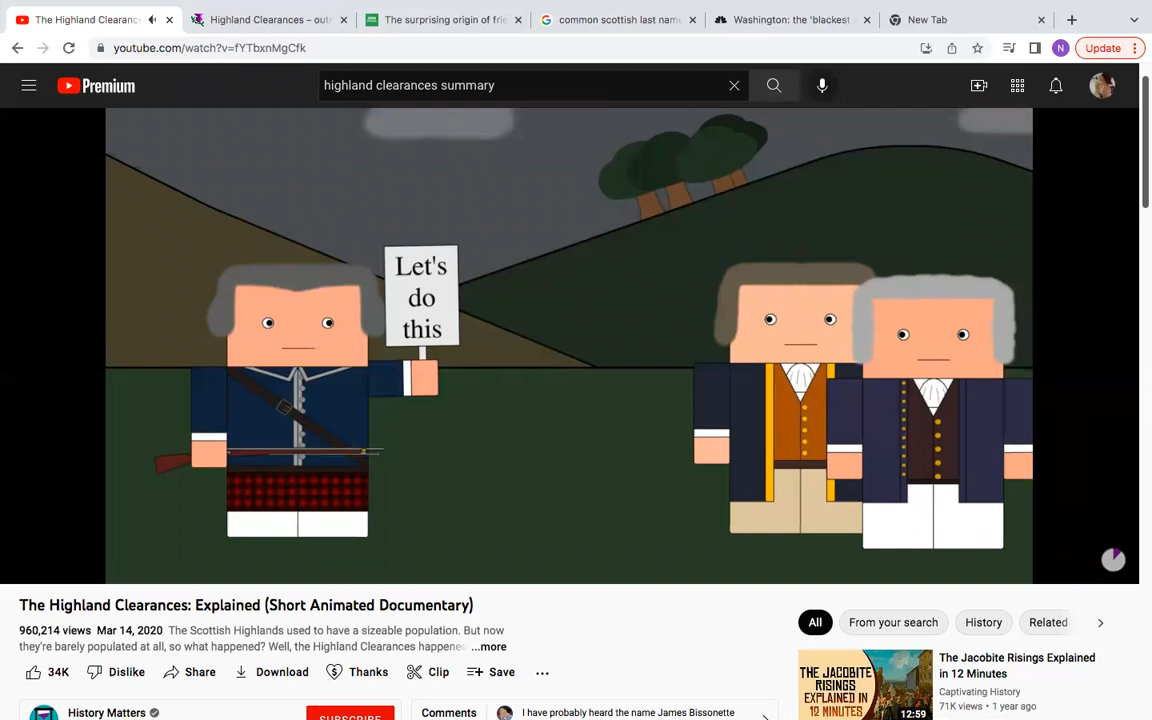 The Highland Clearanc
Highland Clearances – out
The surprising origin of frie
common scottish last name
Washington: the 'blackest
New Tab
youtube.com/watch?v=fYTbxnMgCfk
N
Update
Premium
highland clearances summary
Let's
do
this
The Highland Clearances: Explained (Short Animated Documentary)
960,214 views Mar 14, 2020 The Scottish Highlands used to have a sizeable population. But now
they're barely populated at all, so what happened? Well, the Highland Clearances happened ...more
34K Dislike Share Download Thanks Clip Save
History Matters
SUBSCRIBE
Comments
I have probably heard the name James Bissonette
All From your search History Related
THE JACOBITE
RISINGS
EXPLAINED IN
12 MINUTES
12:59
The Jacobite Risings Explained
in 12 Minutes
Captivating History
71K views • 1 year ago